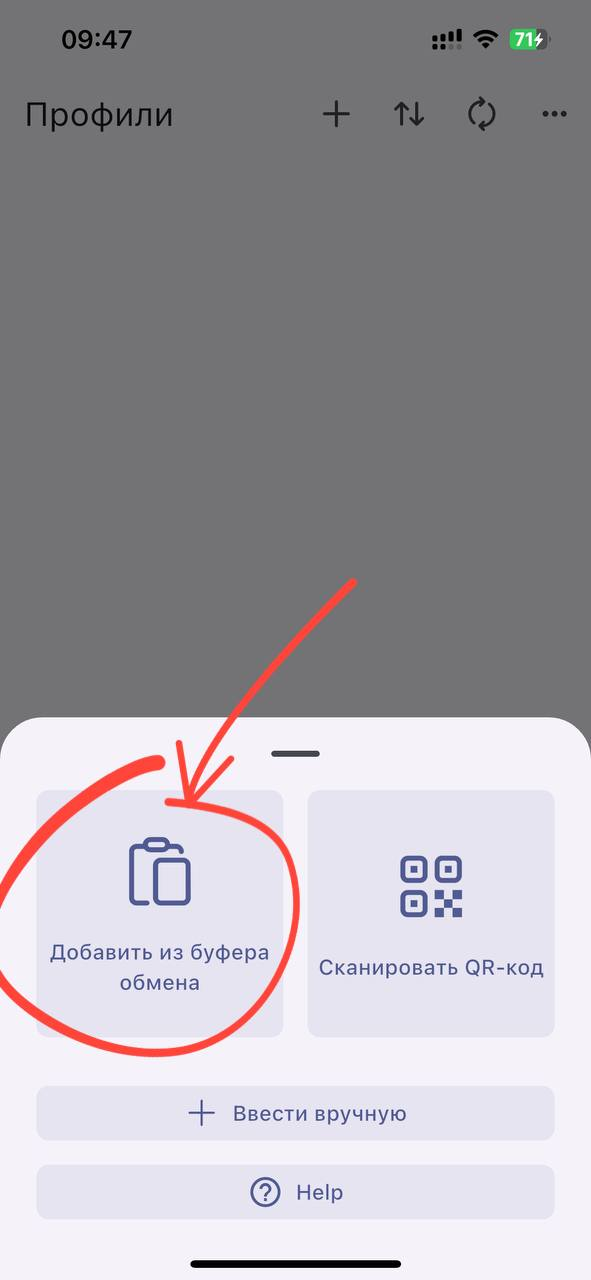 09:47
71
Профили
Добавить из буфера
обмена
Сканировать QR-код
Ввести вручную
Help